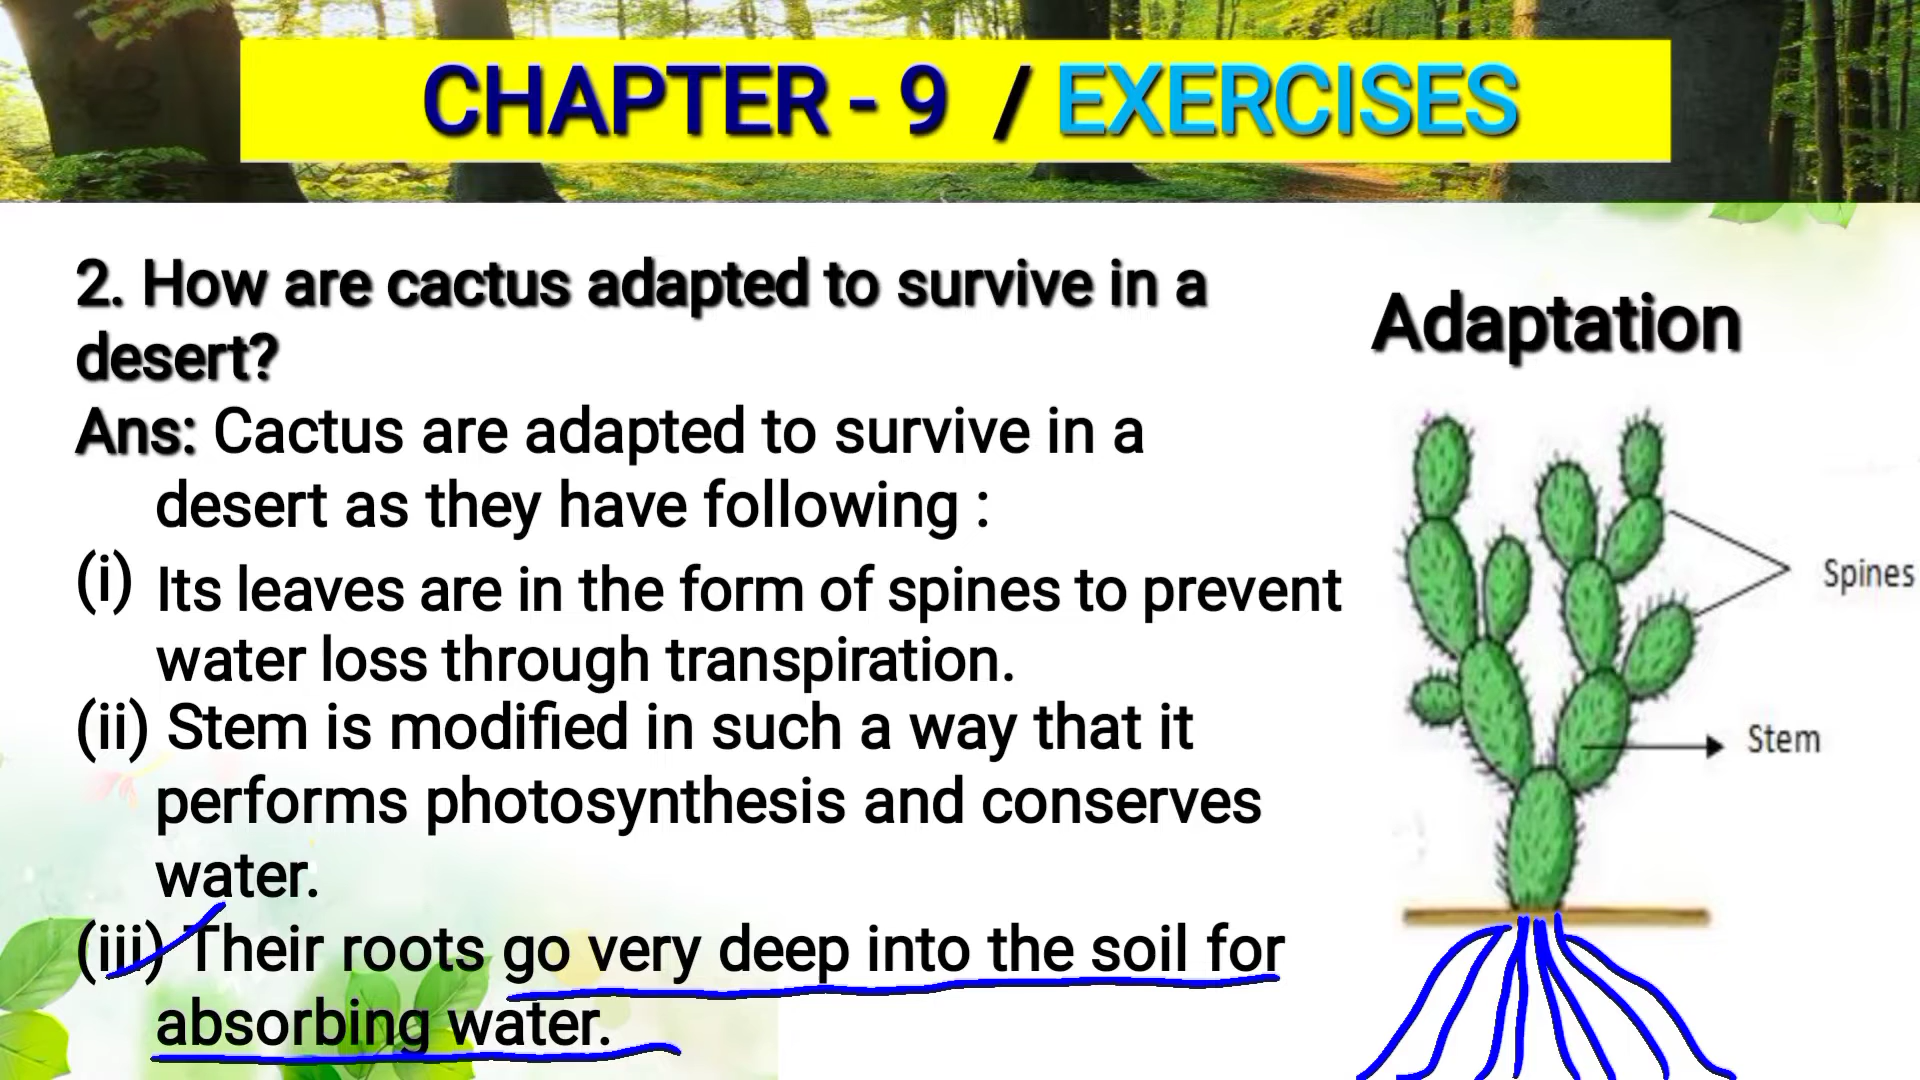 CHAPTER - 9 / EXERCISES
2. How are cactus adapted to survive in a
desert?
Ans: Cactus are adapted to survive in a
desert as they have following :
(i) Its leaves are in the form of spines to prevent
water loss through transpiration.
(ii) Stem is modified in such a way that it
performs photosynthesis and conserves
water.
(iii) Their roots go very deep into the soil for
absorbing water.
Adaptation
Spines
Stem